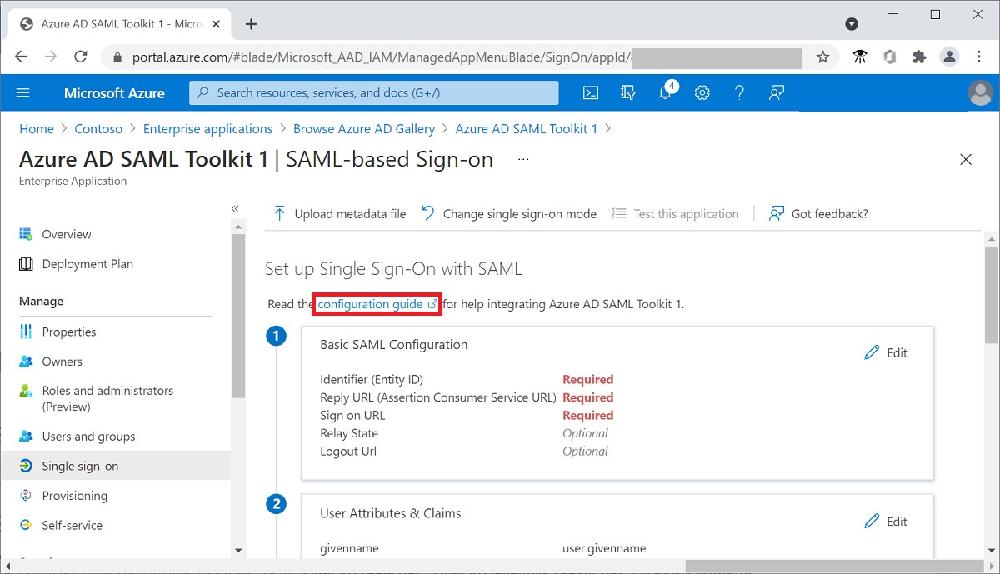 Azure AD SAML Toolkit 1 - Micro
portal.azure.com/#blade/Microsoft_AAD_IAM/ManagedAppMenuBlade/SignOn/appId/
Microsoft Azure
Search resources, services, and docs (G+/)
4
Home > Contoso > Enterprise applications > Browse Azure AD Gallery > Azure AD SAML Toolkit 1 >
Azure AD SAML Toolkit 1 | SAML-based Sign-on ...
Enterprise Application
Upload metadata file Change single sign-on mode Test this application Got feedback?
Overview
Deployment Plan
Manage
Properties
Owners
Roles and administrators
(Preview)
Users and groups
Single sign-on
Provisioning
Self-service
Set up Single Sign-On with SAML
Read the configuration guide for help integrating Azure AD SAML Toolkit 1.
1
Basic SAML Configuration
Edit
Identifier (Entity ID) Required
Reply URL (Assertion Consumer Service URL) Required
Sign on URL Required
Relay State Optional
Logout Url Optional
2
User Attributes & Claims
Edit
givenname user.givenname